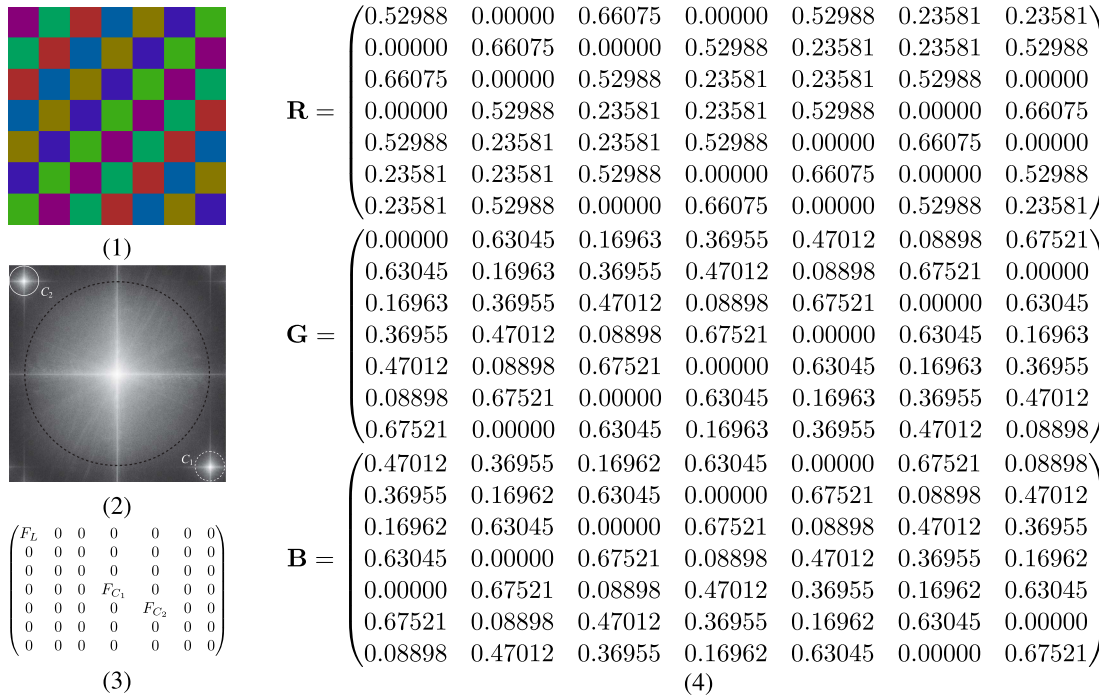 (1)
C₂
C₁
(2)
F_L 0 0 0 0 0 0
0 0 0 0 0 0 0
0 0 0 0 0 0 0
0 0 0 F_{C₁} 0 0 0
0 0 0 0 F_{C₂} 0 0
0 0 0 0 0 0 0
0 0 0 0 0 0 0
(3)
R =
0.52988 0.00000 0.66075 0.00000 0.52988 0.23581 0.23581
0.00000 0.66075 0.00000 0.52988 0.23581 0.23581 0.52988
0.66075 0.00000 0.52988 0.23581 0.23581 0.52988 0.00000
0.00000 0.52988 0.23581 0.23581 0.52988 0.00000 0.66075
0.52988 0.23581 0.23581 0.52988 0.00000 0.66075 0.00000
0.23581 0.23581 0.52988 0.00000 0.66075 0.00000 0.52988
0.23581 0.52988 0.00000 0.66075 0.00000 0.52988 0.23581
G =
0.00000 0.63045 0.16963 0.36955 0.47012 0.08898 0.67521
0.63045 0.16963 0.36955 0.47012 0.08898 0.67521 0.00000
0.16963 0.36955 0.47012 0.08898 0.67521 0.00000 0.63045
0.36955 0.47012 0.08898 0.67521 0.00000 0.63045 0.16963
0.47012 0.08898 0.67521 0.00000 0.63045 0.16963 0.36955
0.08898 0.67521 0.00000 0.63045 0.16963 0.36955 0.47012
0.67521 0.00000 0.63045 0.16963 0.36955 0.47012 0.08898
B =
0.47012 0.36955 0.16962 0.63045 0.00000 0.67521 0.08898
0.36955 0.16962 0.63045 0.00000 0.67521 0.08898 0.47012
0.16962 0.63045 0.00000 0.67521 0.08898 0.47012 0.36955
0.63045 0.00000 0.67521 0.08898 0.47012 0.36955 0.16962
0.00000 0.67521 0.08898 0.47012 0.36955 0.16962 0.63045
0.67521 0.08898 0.47012 0.36955 0.16962 0.63045 0.00000
0.08898 0.47012 0.36955 0.16962 0.63045 0.00000 0.67521
(4)